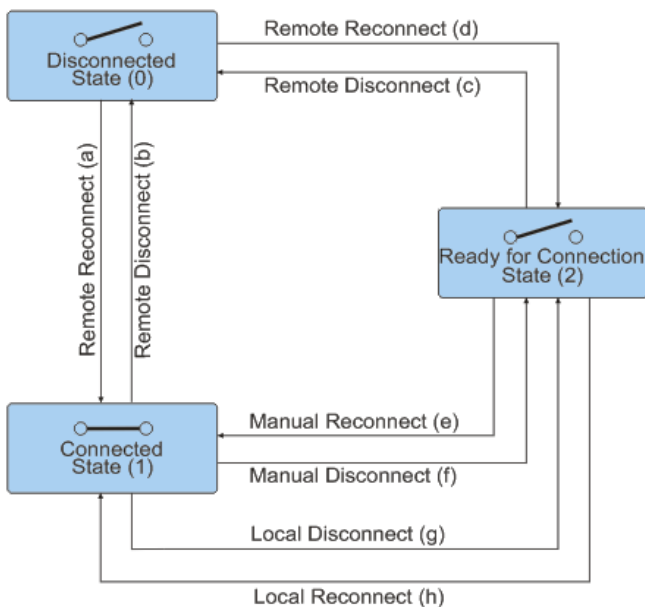 Remote Reconnect (d)
Disconnected
State (0)
Remote Disconnect (c)
Remote Reconnect (a)
Remote Disconnect (b)
Ready for Connection
State (2)
Manual Reconnect (e)
Connected
State (1)
Manual Disconnect (f)
Local Disconnect (g)
Local Reconnect (h)